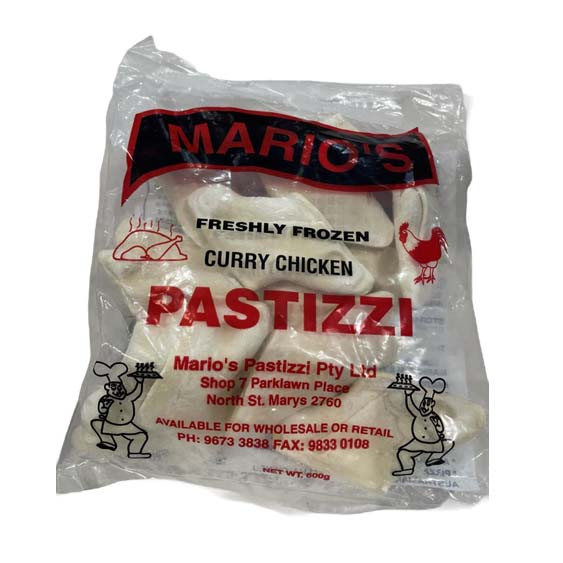 MARIO'S
FRESHLY FROZEN
CURRY CHICKEN
PASTIZZI
Mario's Pastizzi Pty Ltd
Shop 7 Parklawn Place
North St. Marys 2760
AVAILABLE FOR WHOLESALE OR RETAIL
PH: 9673 3838 FAX: 9833 0108
NET WT. 600g